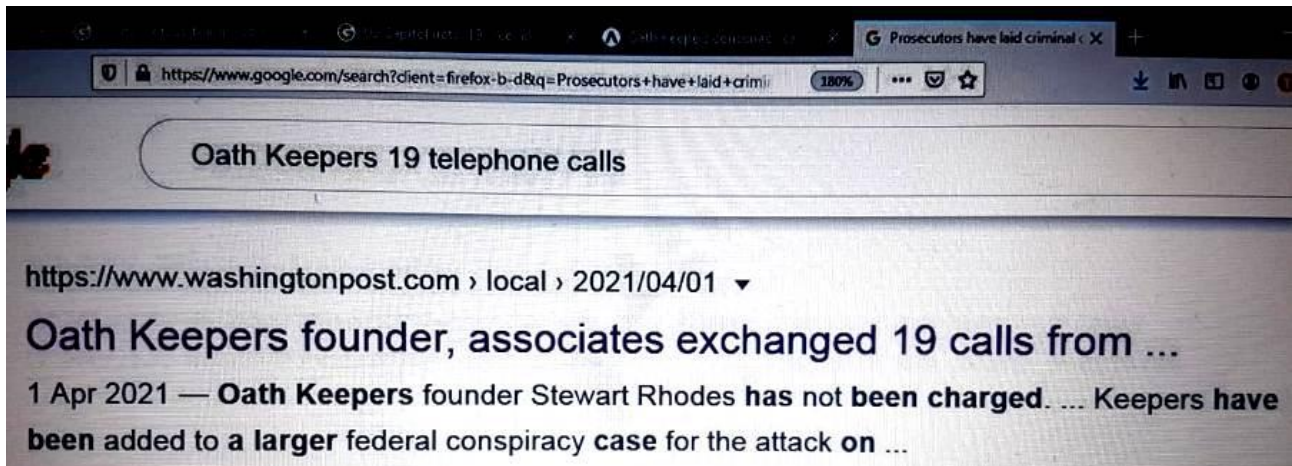 Prosecutors have laid criminal c
https://www.google.com/search?client=firefox-b-d&q=Prosecutors+have+laid+crimi
180%
Oath Keepers 19 telephone calls
https://www.washingtonpost.com › local › 2021/04/01
Oath Keepers founder, associates exchanged 19 calls from ...
1 Apr 2021 — Oath Keepers founder Stewart Rhodes has not been charged. ... Keepers have
been added to a larger federal conspiracy case for the attack on ...